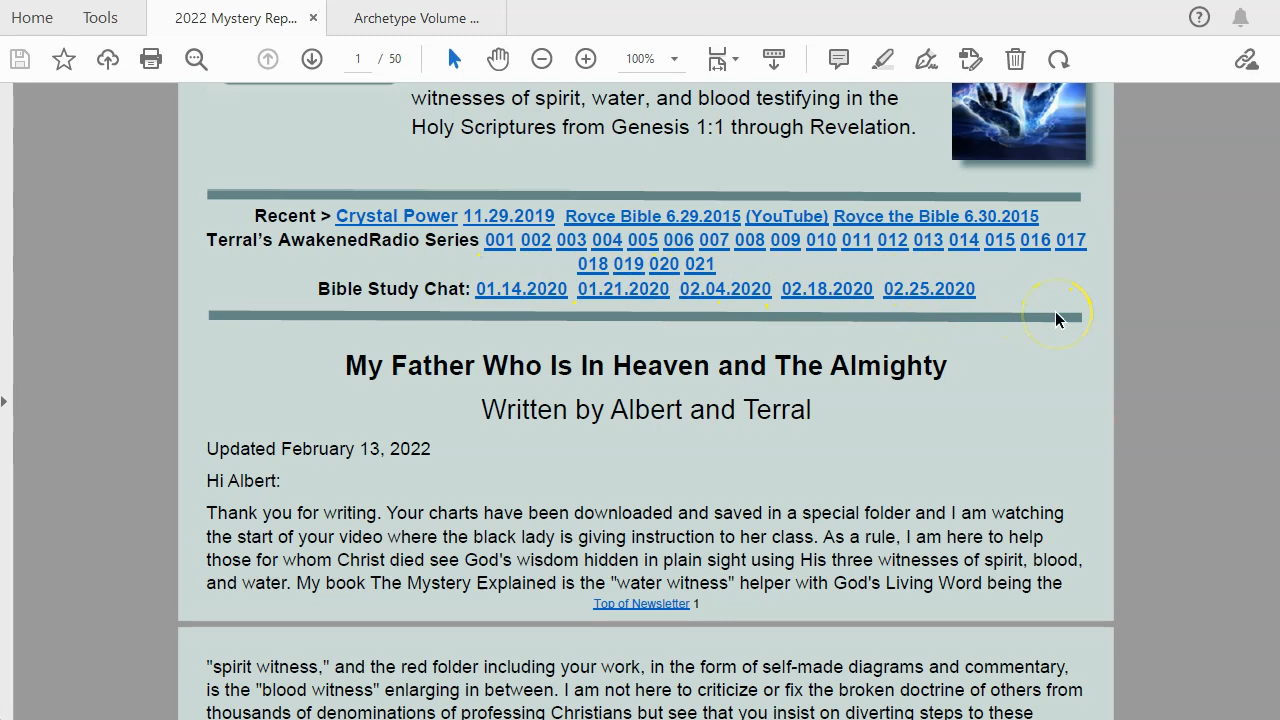 Home Tools 2022 Mystery Rep... × Archetype Volume ...
1 / 50 100%
witnesses of spirit, water, and blood testifying in the
Holy Scriptures from Genesis 1:1 through Revelation.
Recent > Crystal Power 11.29.2019 Royce Bible 6.29.2015 (YouTube) Royce the Bible 6.30.2015
Terral's AwakenedRadio Series 001 002 003 004 005 006 007 008 009 010 011 012 013 014 015 016 017
018 019 020 021
Bible Study Chat: 01.14.2020 01.21.2020 02.04.2020 02.18.2020 02.25.2020
My Father Who Is In Heaven and The Almighty
Written by Albert and Terral
Updated February 13, 2022
Hi Albert:
Thank you for writing. Your charts have been downloaded and saved in a special folder and I am watching
the start of your video where the black lady is giving instruction to her class. As a rule, I am here to help
those for whom Christ died see God's wisdom hidden in plain sight using His three witnesses of spirit, blood,
and water. My book The Mystery Explained is the "water witness" helper with God's Living Word being the
Top of Newsletter 1
"spirit witness," and the red folder including your work, in the form of self-made diagrams and commentary,
is the "blood witness" enlarging in between. I am not here to criticize or fix the broken doctrine of others from
thousands of denominations of professing Christians but see that you insist on diverting steps to these